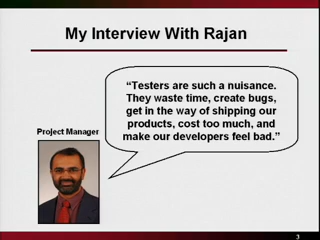 My Interview With Rajan
“Testers are such a nuisance.
They waste time, create bugs,
get in the way of shipping our
products, cost too much, and
make our developers feel bad.”
Project Manager
3